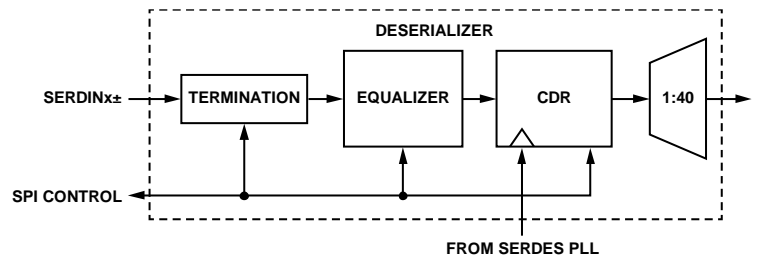 DESERIALIZER
SERDINx±
TERMINATION
EQUALIZER
CDR
1:40
SPI CONTROL
FROM SERDES PLL